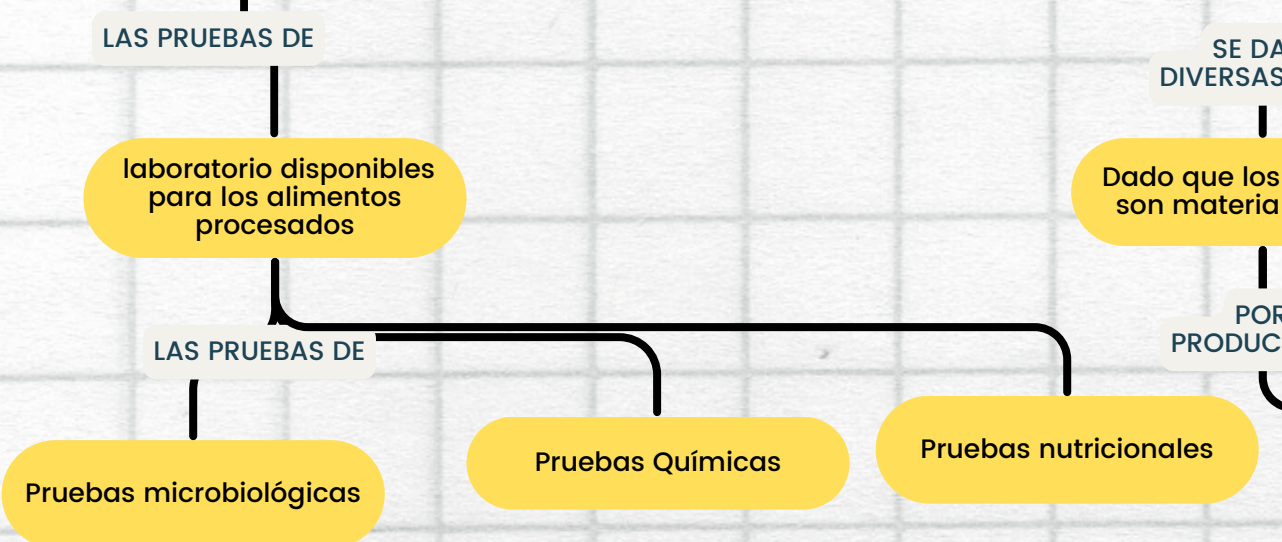 LAS PRUEBAS DE
laboratorio disponibles
para los alimentos
procesados
LAS PRUEBAS DE
Pruebas microbiológicas
Pruebas Químicas
Pruebas nutricionales
SE DA
DIVERSAS
Dado que los
son materia
POR
PRODUC